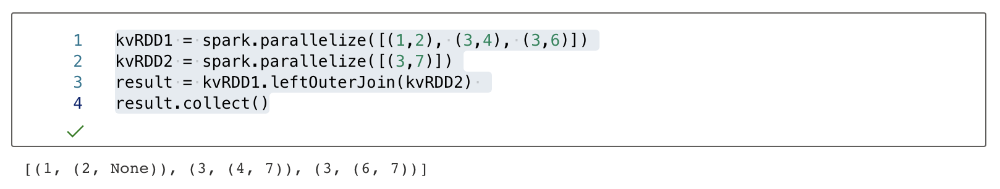 1 kvRDD1 = spark.parallelize([(1,2), (3,4), (3,6)])
2 kvRDD2 = spark.parallelize([(3,7)])
3 result = kvRDD1.leftOuterJoin(kvRDD2)
4 result.collect()
[(1, (2, None)), (3, (4, 7)), (3, (6, 7))]